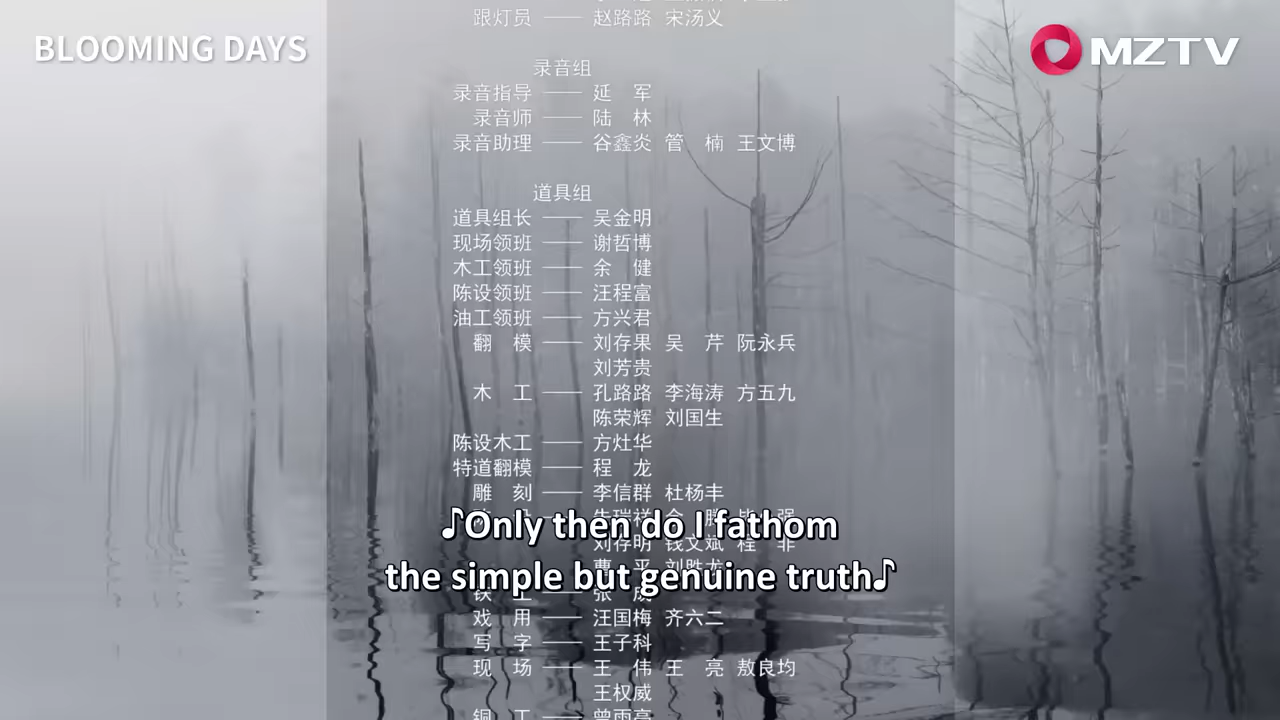 跟灯员 —— 赵路路 宋汤义
BLOOMING DAYS
MZTV
录音组
录音指导 —— 延 军
录音师 —— 陆 林
录音助理 —— 谷鑫炎 管 楠 王文博
道具组
道具组长 —— 吴金明
现场领班 —— 谢哲博
木工领班 —— 余 健
陈设领班 —— 汪程富
油工领班 —— 方兴君
翻 模 —— 刘存果 吴 芹 阮永兵
刘芳贵
木 工 —— 孔路路 李海涛 方五九
陈荣辉 刘国生
陈设木工 —— 方灶华
特道翻模 —— 程 龙
雕 刻 —— 李信群 杜杨丰
♪Only then do I fathom
刘存明 钱文斌 程 非
the simple but genuine truth♪
戏 用 —— 汪国梅 齐六二
写 字 —— 王子科
现 场 —— 王 伟 王 亮 敖良均
王权威